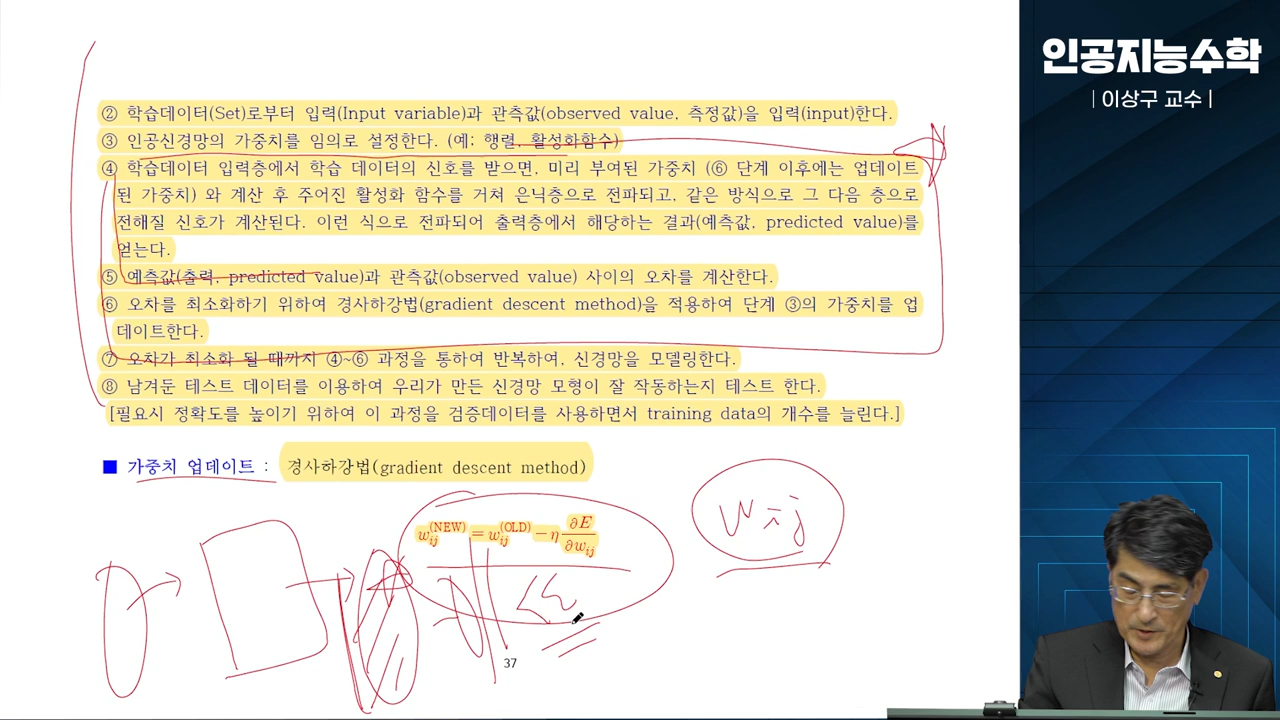 ② 학습데이터(Set)로부터 입력(Input variable)과 관측값(observed value, 측정값)을 입력(input)한다.
③ 인공신경망의 가중치를 임의로 설정한다. (예: 행렬, 활성화함수)
④ 학습데이터 입력층에서 학습 데이터의 신호를 받으면, 미리 부여된 가중치 (⑥ 단계 이후에는 업데이트
된 가중치) 와 계산 후 주어진 활성화 함수를 거쳐 은닉층으로 전파되고, 같은 방식으로 그 다음 층으로
전해질 신호가 계산된다. 이런 식으로 전파되어 출력층에서 해당하는 결과(예측값, predicted value)를
얻는다.
⑤ 예측값(출력, predicted value)과 관측값(observed value) 사이의 오차를 계산한다.
⑥ 오차를 최소화하기 위하여 경사하강법(gradient descent method)을 적용하여 단계 ③의 가중치를 업
데이트한다.
⑦ 오차가 최소화 될 때까지 ④~⑥ 과정을 통하여 반복하여, 신경망을 모델링한다.
⑧ 남겨둔 테스트 데이터를 이용하여 우리가 만든 신경망 모형이 잘 작동하는지 테스트 한다.
[필요시 정확도를 높이기 위하여 이 과정을 검증데이터를 사용하면서 training data의 개수를 늘린다.]
■ 가중치 업데이트 : 경사하강법(gradient descent method)
w_{ij}^{(NEW)} = w_{ij}^{(OLD)} − η ∂E/∂w_{ij}
w_{ij}
37
인공지능수학
| 이상구 교수 |